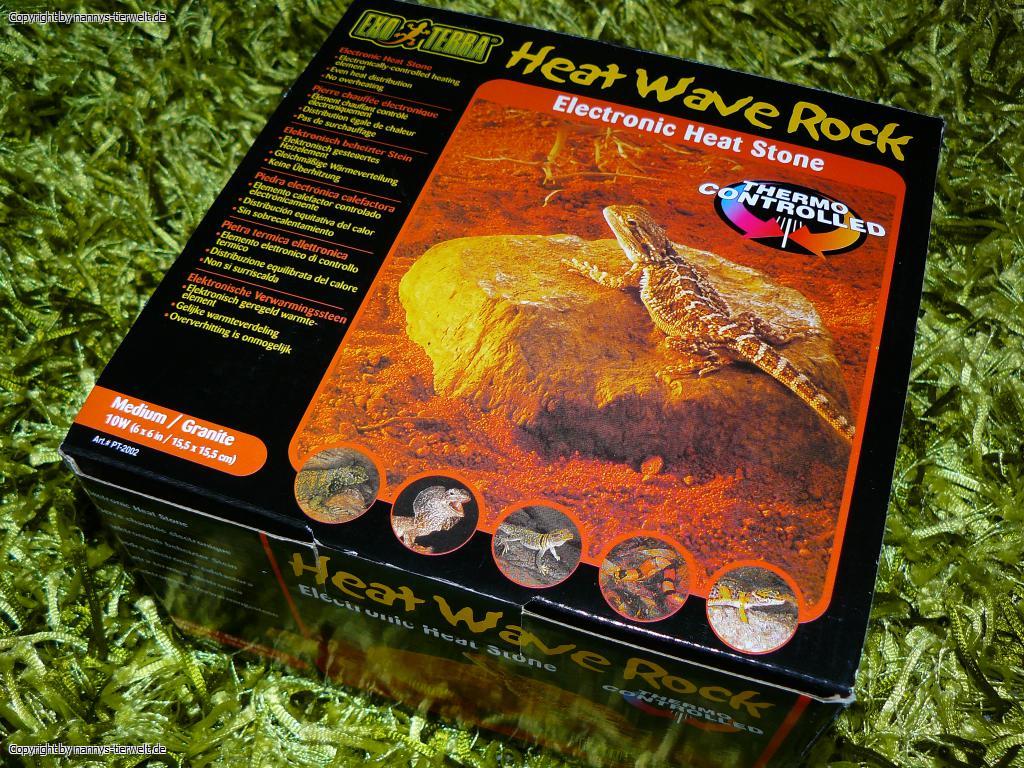 Copyright by nannys-tierwelt.de
EXO TERRA®
Heat Wave Rock
Electronic Heat Stone
THERMO
CONTROLLED
Electronic Heat Stone
• Electronically-controlled heating
element
• Even heat distribution
• No overheating
Pierre chauffée électronique
• Élément chauffant contrôlé
électroniquement
• Distribution égale de chaleur
• Pas de surchauffage
Elektronisch beheizter Stein
• Elektronisch gesteuertes
Heizelement
• Gleichmäßige Wärmeverteilung
• Keine Überhitzung
Piedra electrónica calefactora
• Elemento calefactor controlado
electrónicamente
• Distribución equitativa del calor
• Sin sobrecalentamiento
Pietra termica ellettronica
• Elemento elettronico di controllo
termico
• Distribuzione equilibrata del calore
• Non si surriscalda
Elektronische Verwarmingssteen
• Elektronisch geregeld warmte-
element
• Gelijke warmteverdeling
• Oververhitting is onmogelijk
Medium / Granite
10W (6 x 6 in / 15,5 x 15,5 cm)
Art.# PT-2002
Electronic Heat Stone
Heat Wave Rock
Electronic Heat Stone
THERMO
CONTROLLED
Copyright by nannys-tierwelt.de